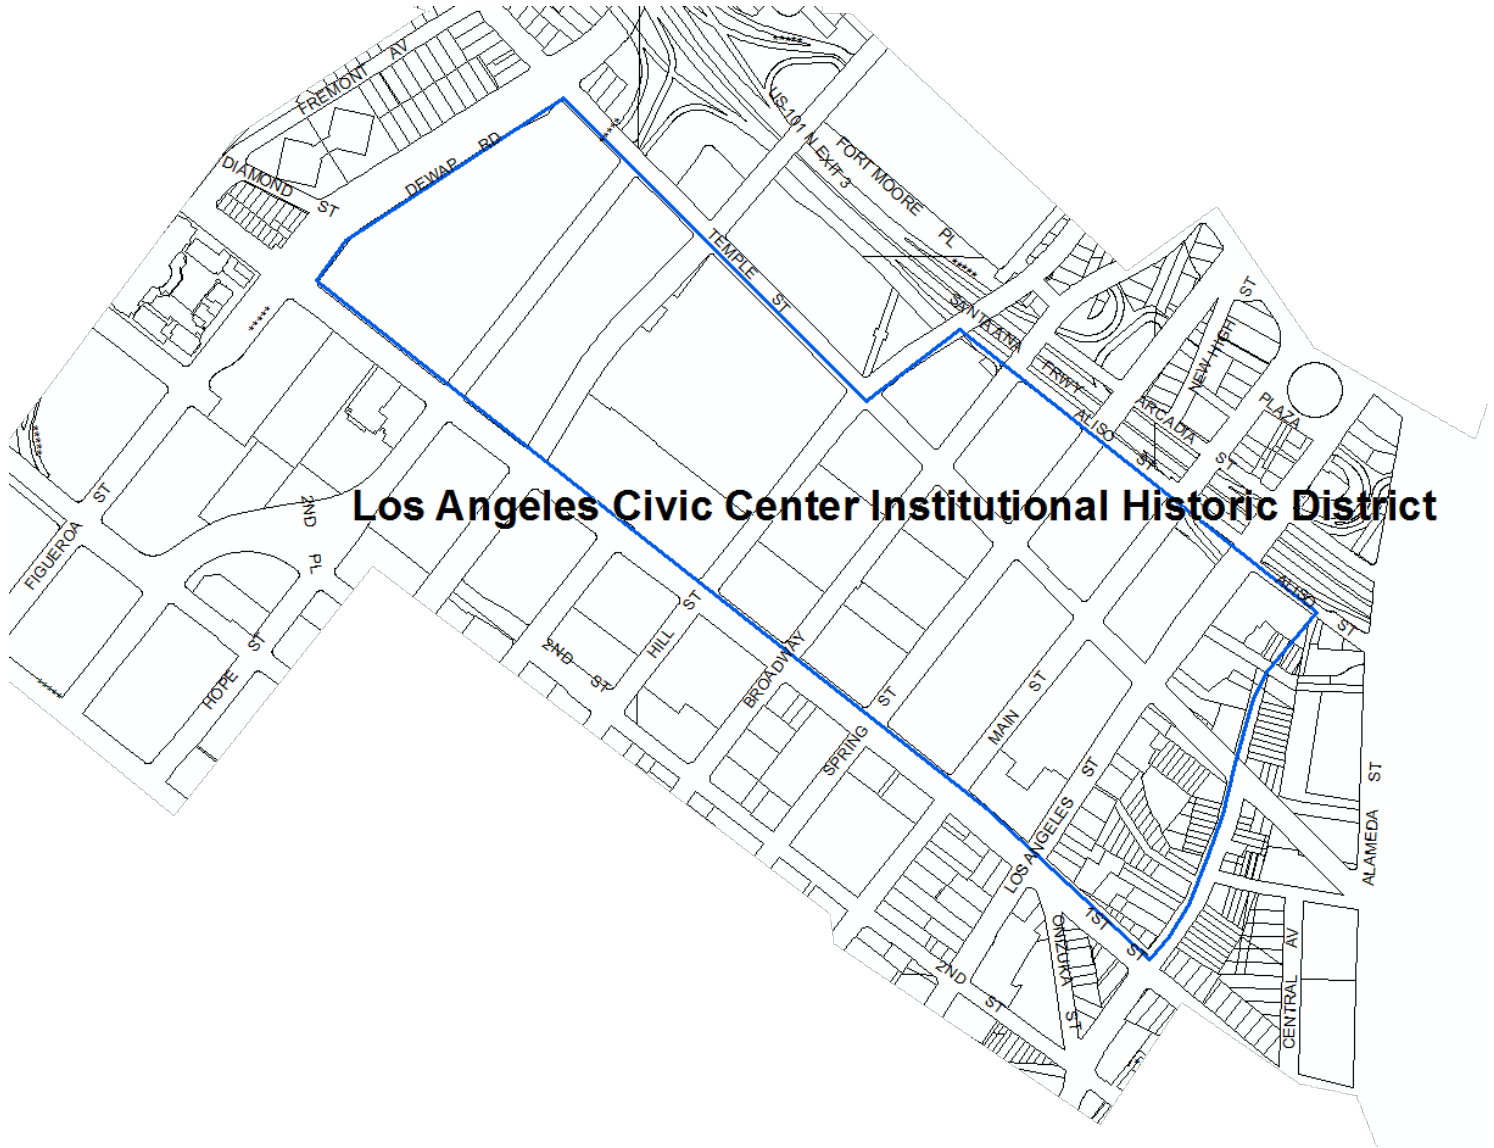 FREMONT AV
DIAMOND ST
DEWAP RD
US-101 N EXIT 3
FORT MOORE PL
TEMPLE ST
SANTA ANA FRWY
NEW HIGH ST
ARCADIA ST
PLAZA
ALISO ST
Los Angeles Civic Center Institutional Historic District
FIGUEROA ST
2ND PL
HOPE ST
2ND ST
HILL ST
BROADWAY
SPRING ST
MAIN ST
LOS ANGELES ST
ALISO ST
ALAMEDA ST
1ST ST
ONIZUKA ST
CENTRAL AV
2ND ST